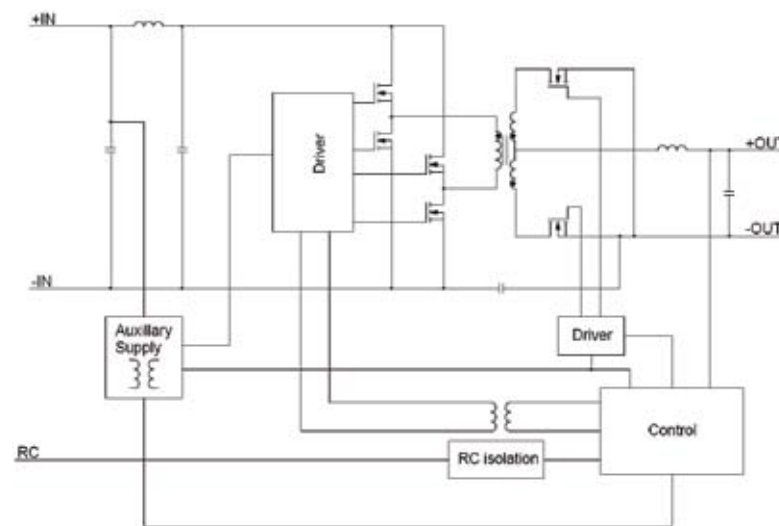 +IN
Driver
+OUT
-OUT
-IN
Auxillary
Supply
Driver
Control
RC
RC isolation